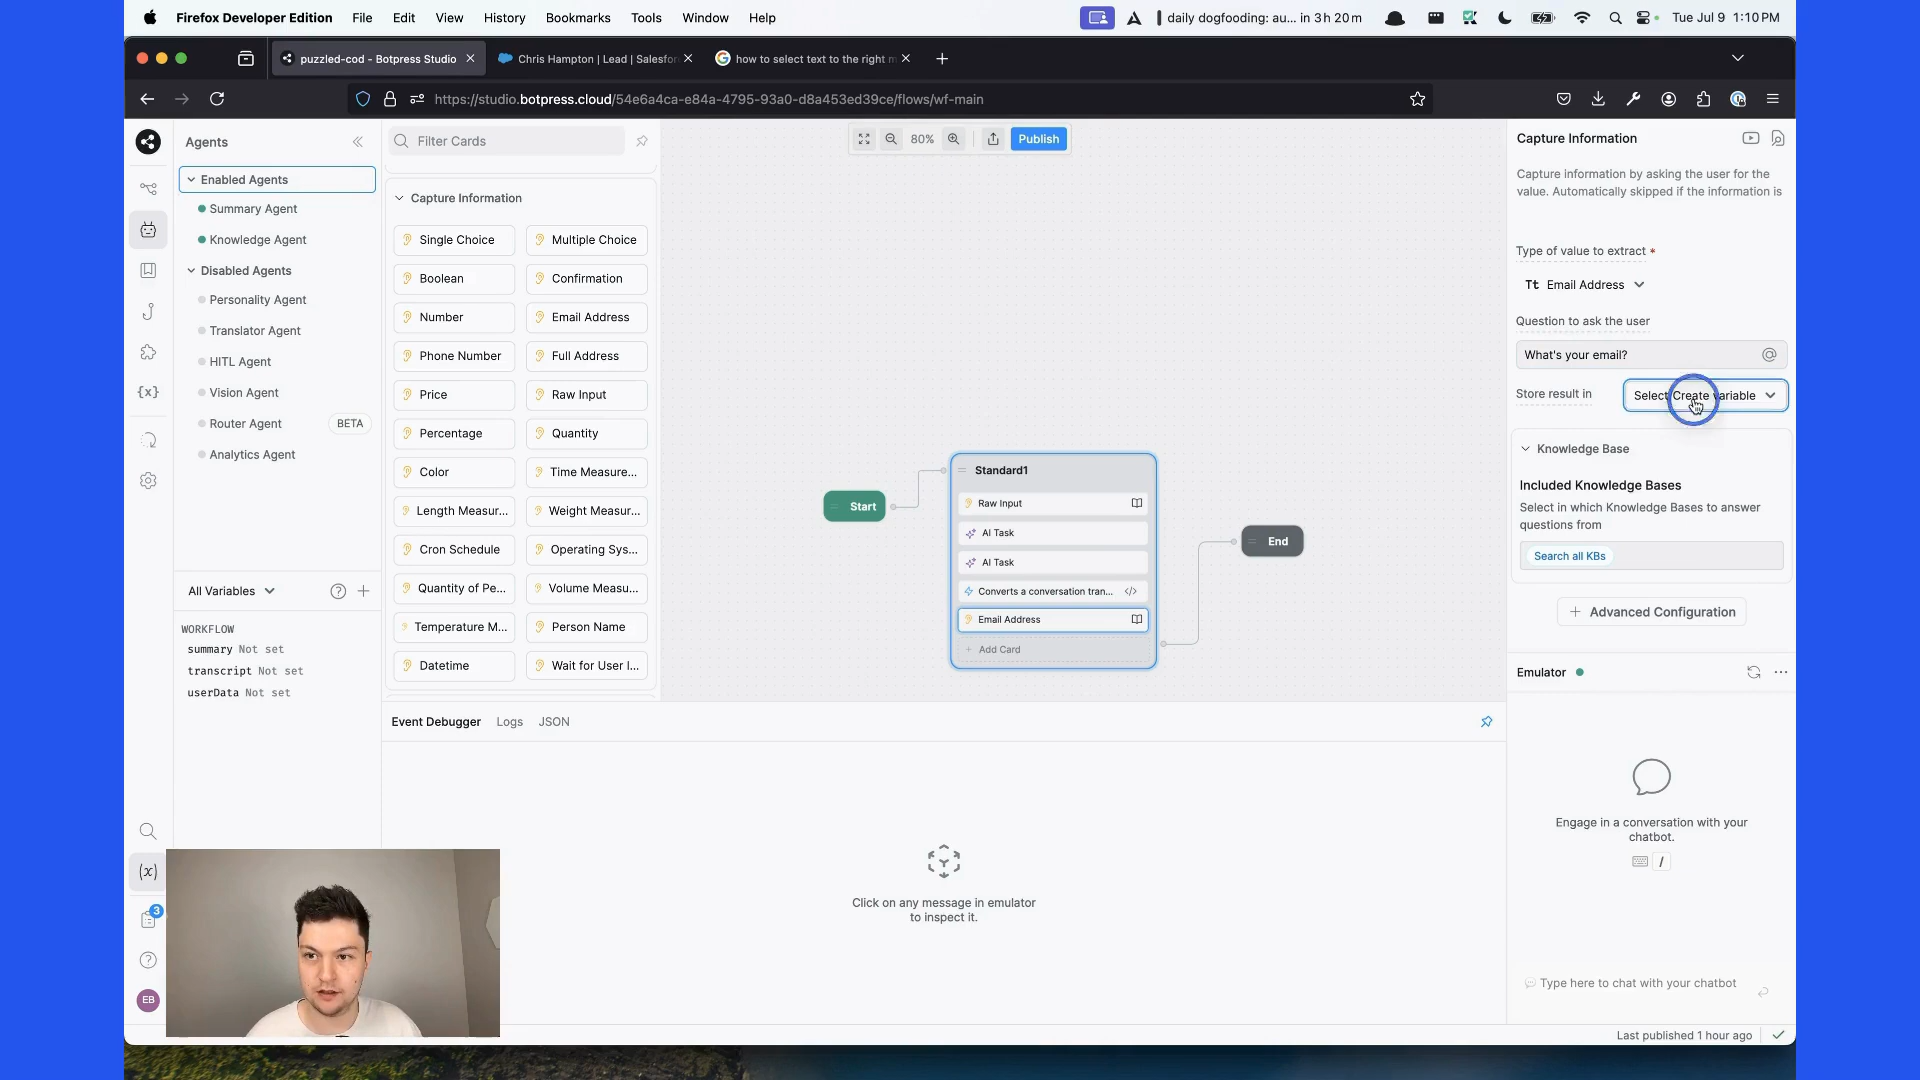 Firefox Developer Edition File Edit View History Bookmarks Tools Window Help
daily dogfooding: au... in 3 h 20 m
Tue Jul 9 1:10 PM
puzzled-cod - Botpress Studio
Chris Hampton | Lead | Salesfor
how to select text to the right m
https://studio.botpress.cloud/54e6a4ca-e84a-4795-93a0-d8a453ed39ce/flows/wf-main
Agents
Enabled Agents
Summary Agent
Knowledge Agent
Disabled Agents
Personality Agent
Translator Agent
HITL Agent
Vision Agent
Router Agent BETA
Analytics Agent
All Variables
WORKFLOW
summary Not set
transcript Not set
userData Not set
{x}
(x)
3
EB
Filter Cards
Capture Information
Single Choice Multiple Choice
Boolean Confirmation
Number Email Address
Phone Number Full Address
Price Raw Input
Percentage Quantity
Color Time Measure...
Length Measur... Weight Measur...
Cron Schedule Operating Sys...
Quantity of Pe... Volume Measu...
Temperature M... Person Name
Datetime Wait for User I...
80% Publish
Start
Standard1
Raw Input
AI Task
AI Task
Converts a conversation tran...
Email Address
+ Add Card
End
Event Debugger Logs JSON
Click on any message in emulator
to inspect it.
Capture Information
Capture information by asking the user for the
value. Automatically skipped if the information is
Type of value to extract *
Tt Email Address
Question to ask the user
What's your email?
Store result in Select/Create variable
Knowledge Base
Included Knowledge Bases
Select in which Knowledge Bases to answer
questions from
Search all KBs
+ Advanced Configuration
Emulator
Engage in a conversation with your
chatbot.
/
Type here to chat with your chatbot
Last published 1 hour ago